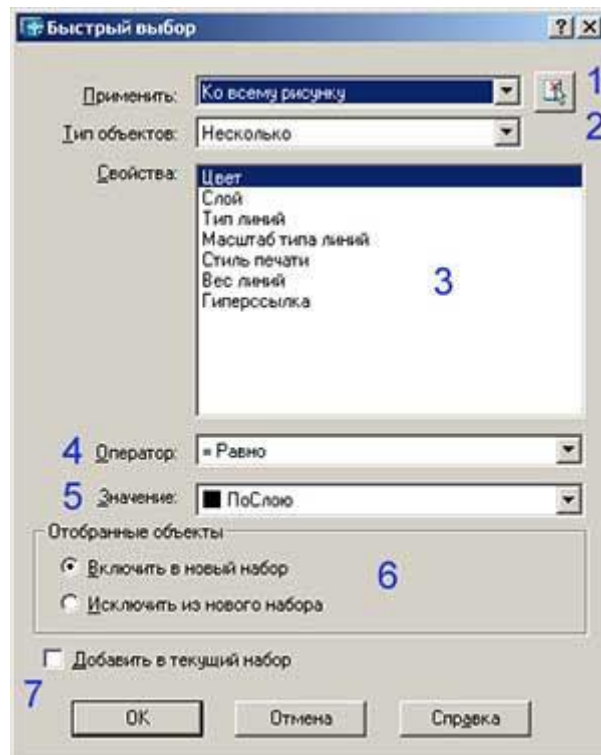 Быстрый выбор
Применить: Ко всему рисунку 1
Тип объектов: Несколько 2
Свойства: Цвет
Слой
Тип линий
Масштаб типа линий
Стиль печати
Вес линий
Гиперссылка
3
4 Оператор: = Равно
5 Значение: ПоСлою
Отобранные объекты
Включить в новый набор
6
Исключить из нового набора
Добавить в текущий набор
7
OK Отмена Справка